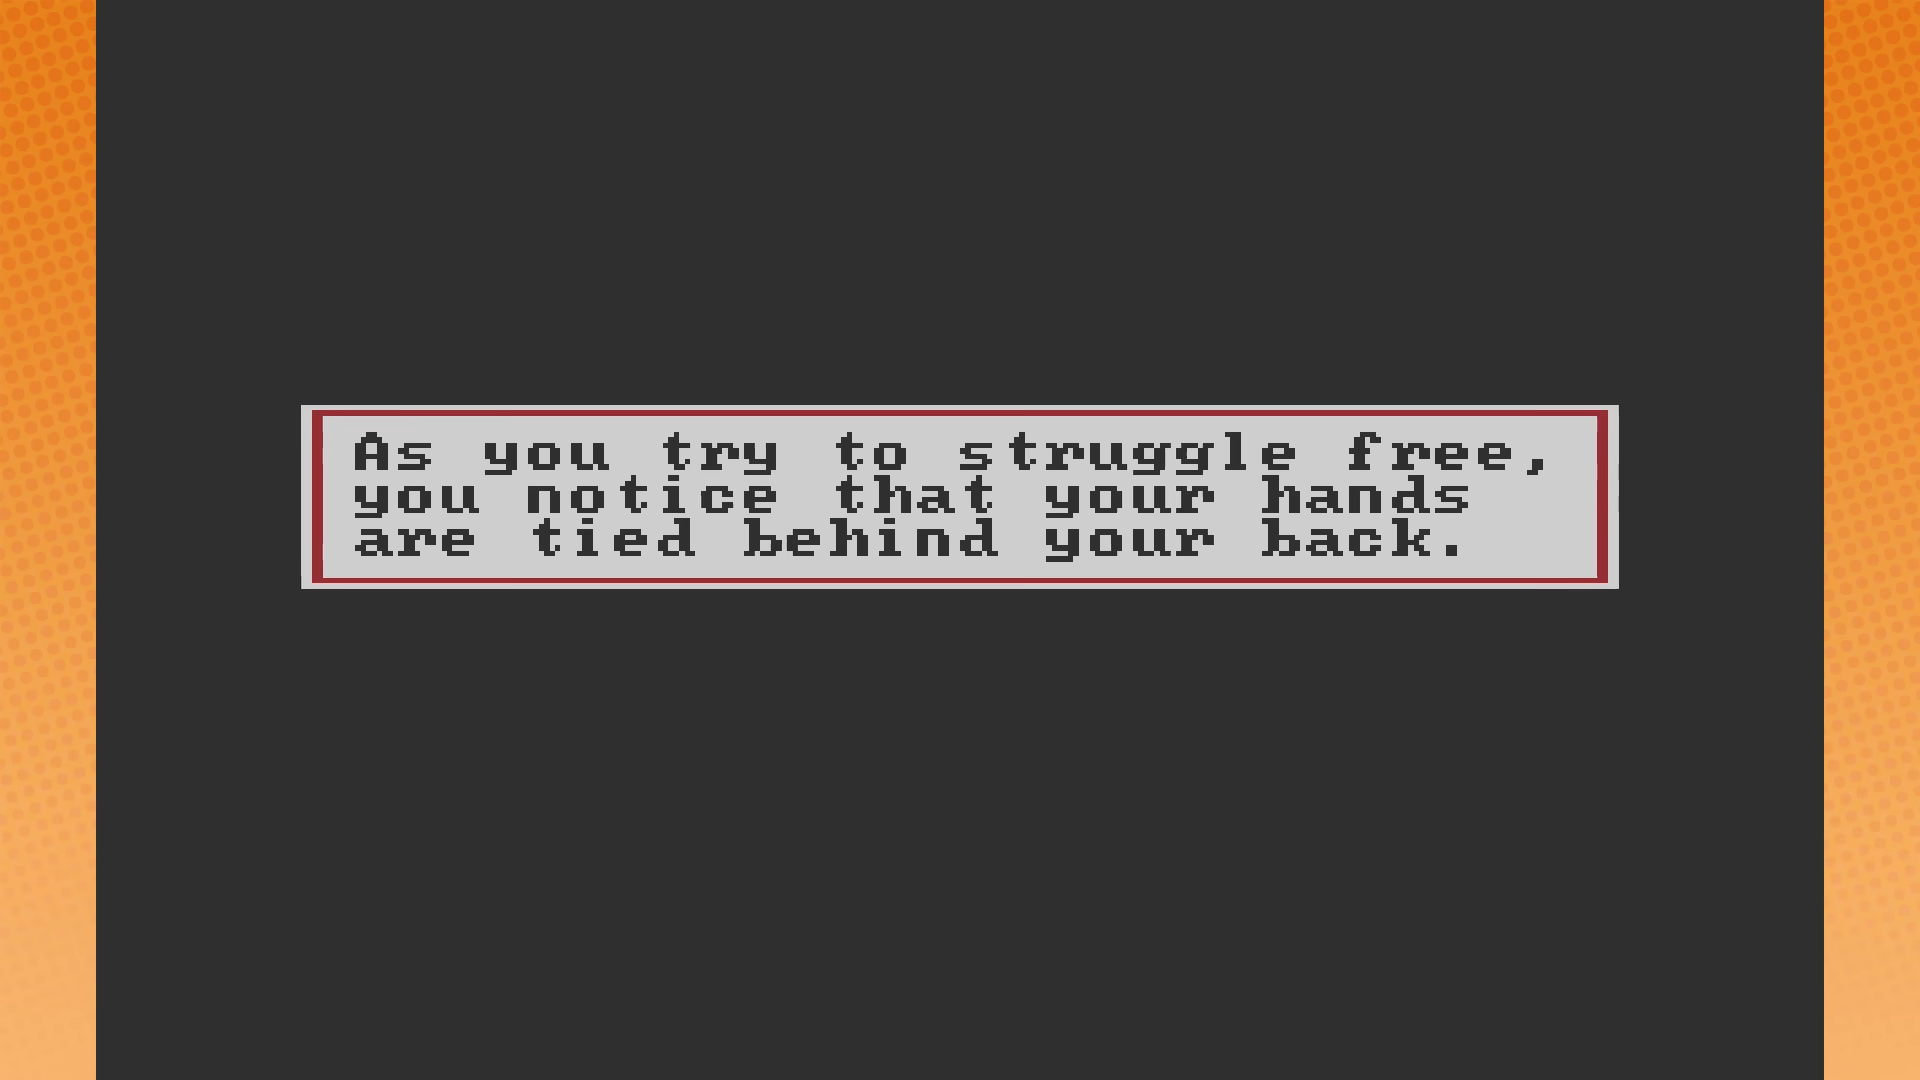 As you try to struggle free,
you notice that your hands
are tied behind your back.